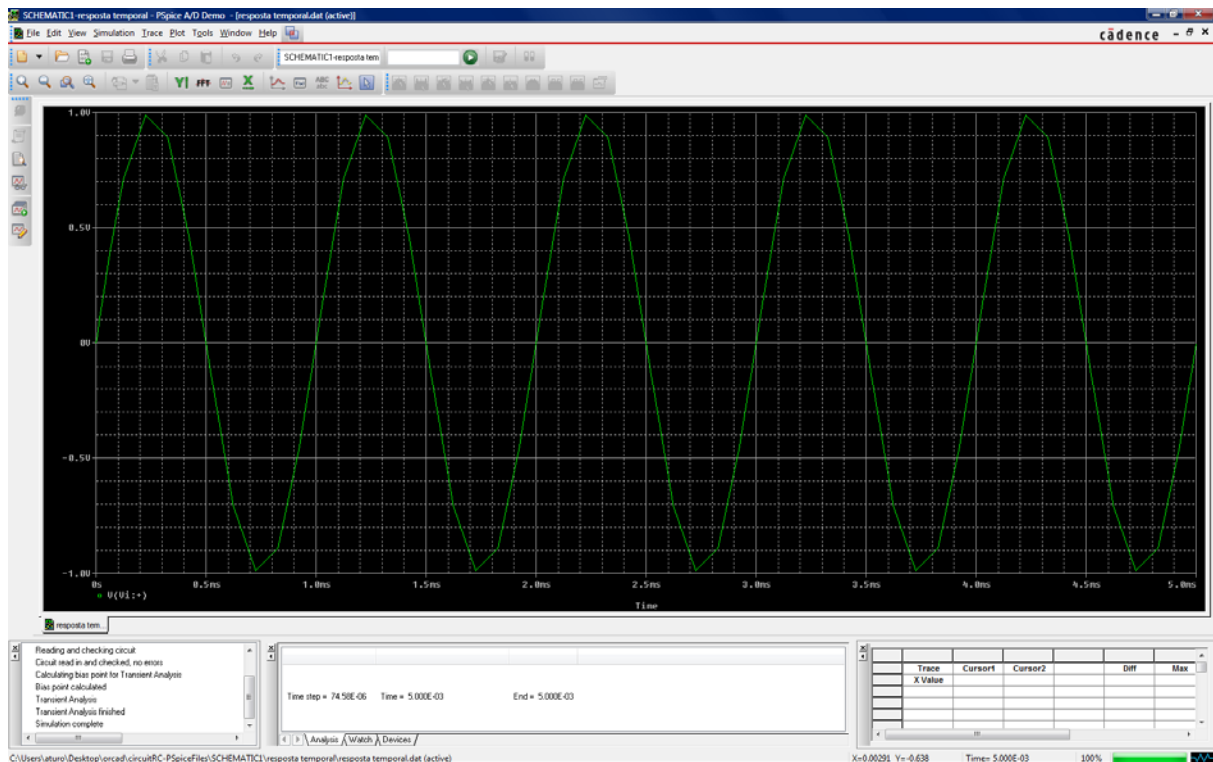 SCHEMATIC1-resposta temporal - PSpice A/D Demo - [resposta temporal.dat (active)]
File Edit View Simulation Trace Plot Tools Window Help
cādence
SCHEMATIC1-resposta tem
1.0V
0.5V
0V
-0.5V
-1.0V
0s 0.5ms 1.0ms 1.5ms 2.0ms 2.5ms 3.0ms 3.5ms 4.0ms 4.5ms 5.0ms
V(Vi:+)
Time
resposta tem...
Reading and checking circuit
Circuit read in and checked, no errors
Calculating bias point for Transient Analysis
Bias point calculated
Transient Analysis
Transient Analysis finished
Simulation complete
Time step = 74.58E-06 Time = 5.000E-03 End = 5.000E-03
Analysis Watch Devices
Trace Cursor1 Cursor2 Diff Max
X Value
C:\Users\aturo\Desktop\orcad\circuitRC-PSpiceFiles\SCHEMATIC1\resposta temporal\resposta temporal.dat (active)
X=0.00291 Y=-0.638 Time= 5.000E-03 100%